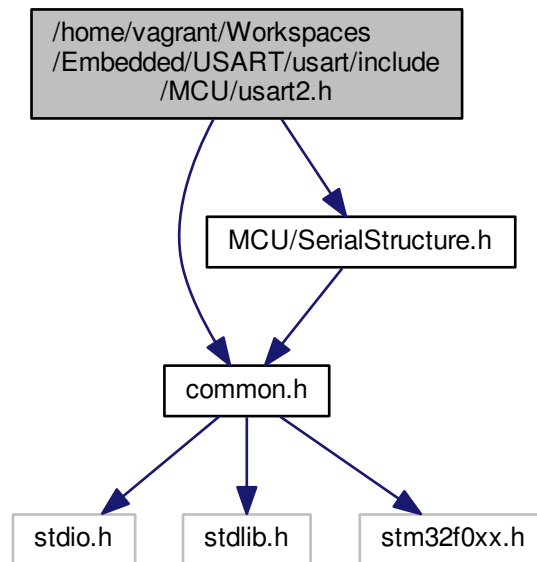 /home/vagrant/Workspaces
/Embedded/USART/usart/include
/MCU/usart2.h
MCU/SerialStructure.h
common.h
stdio.h
stdlib.h
stm32f0xx.h